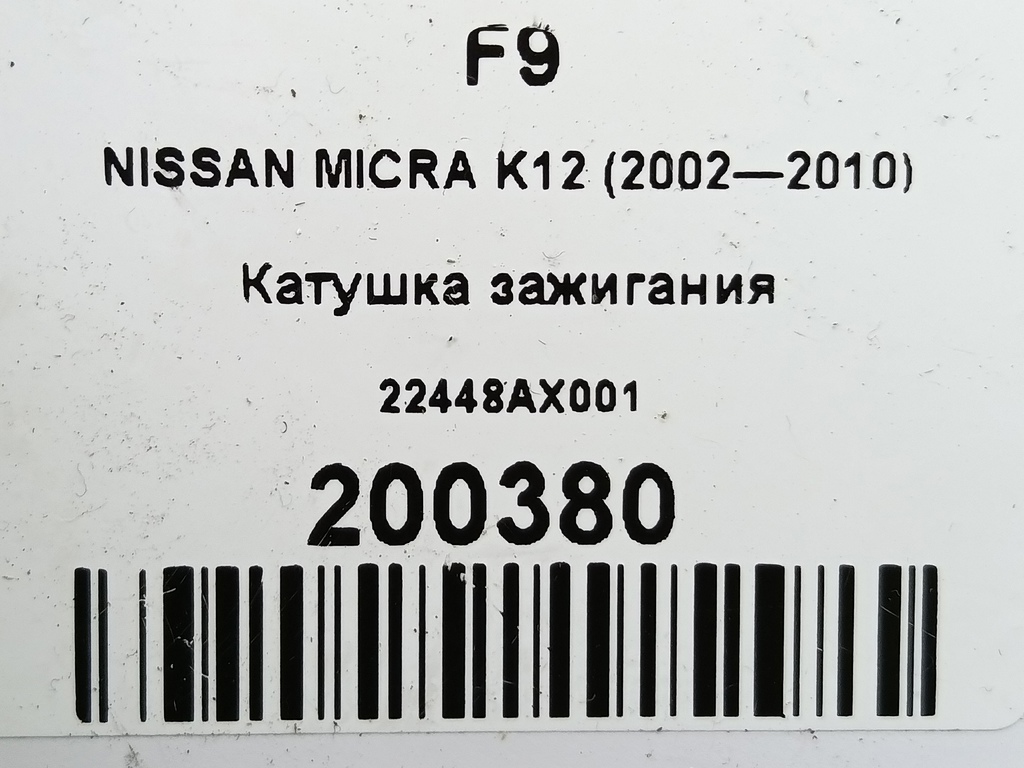 F9
NISSAN MICRA K12 (2002—2010)
Катушка зажигания
22448AX001
200380